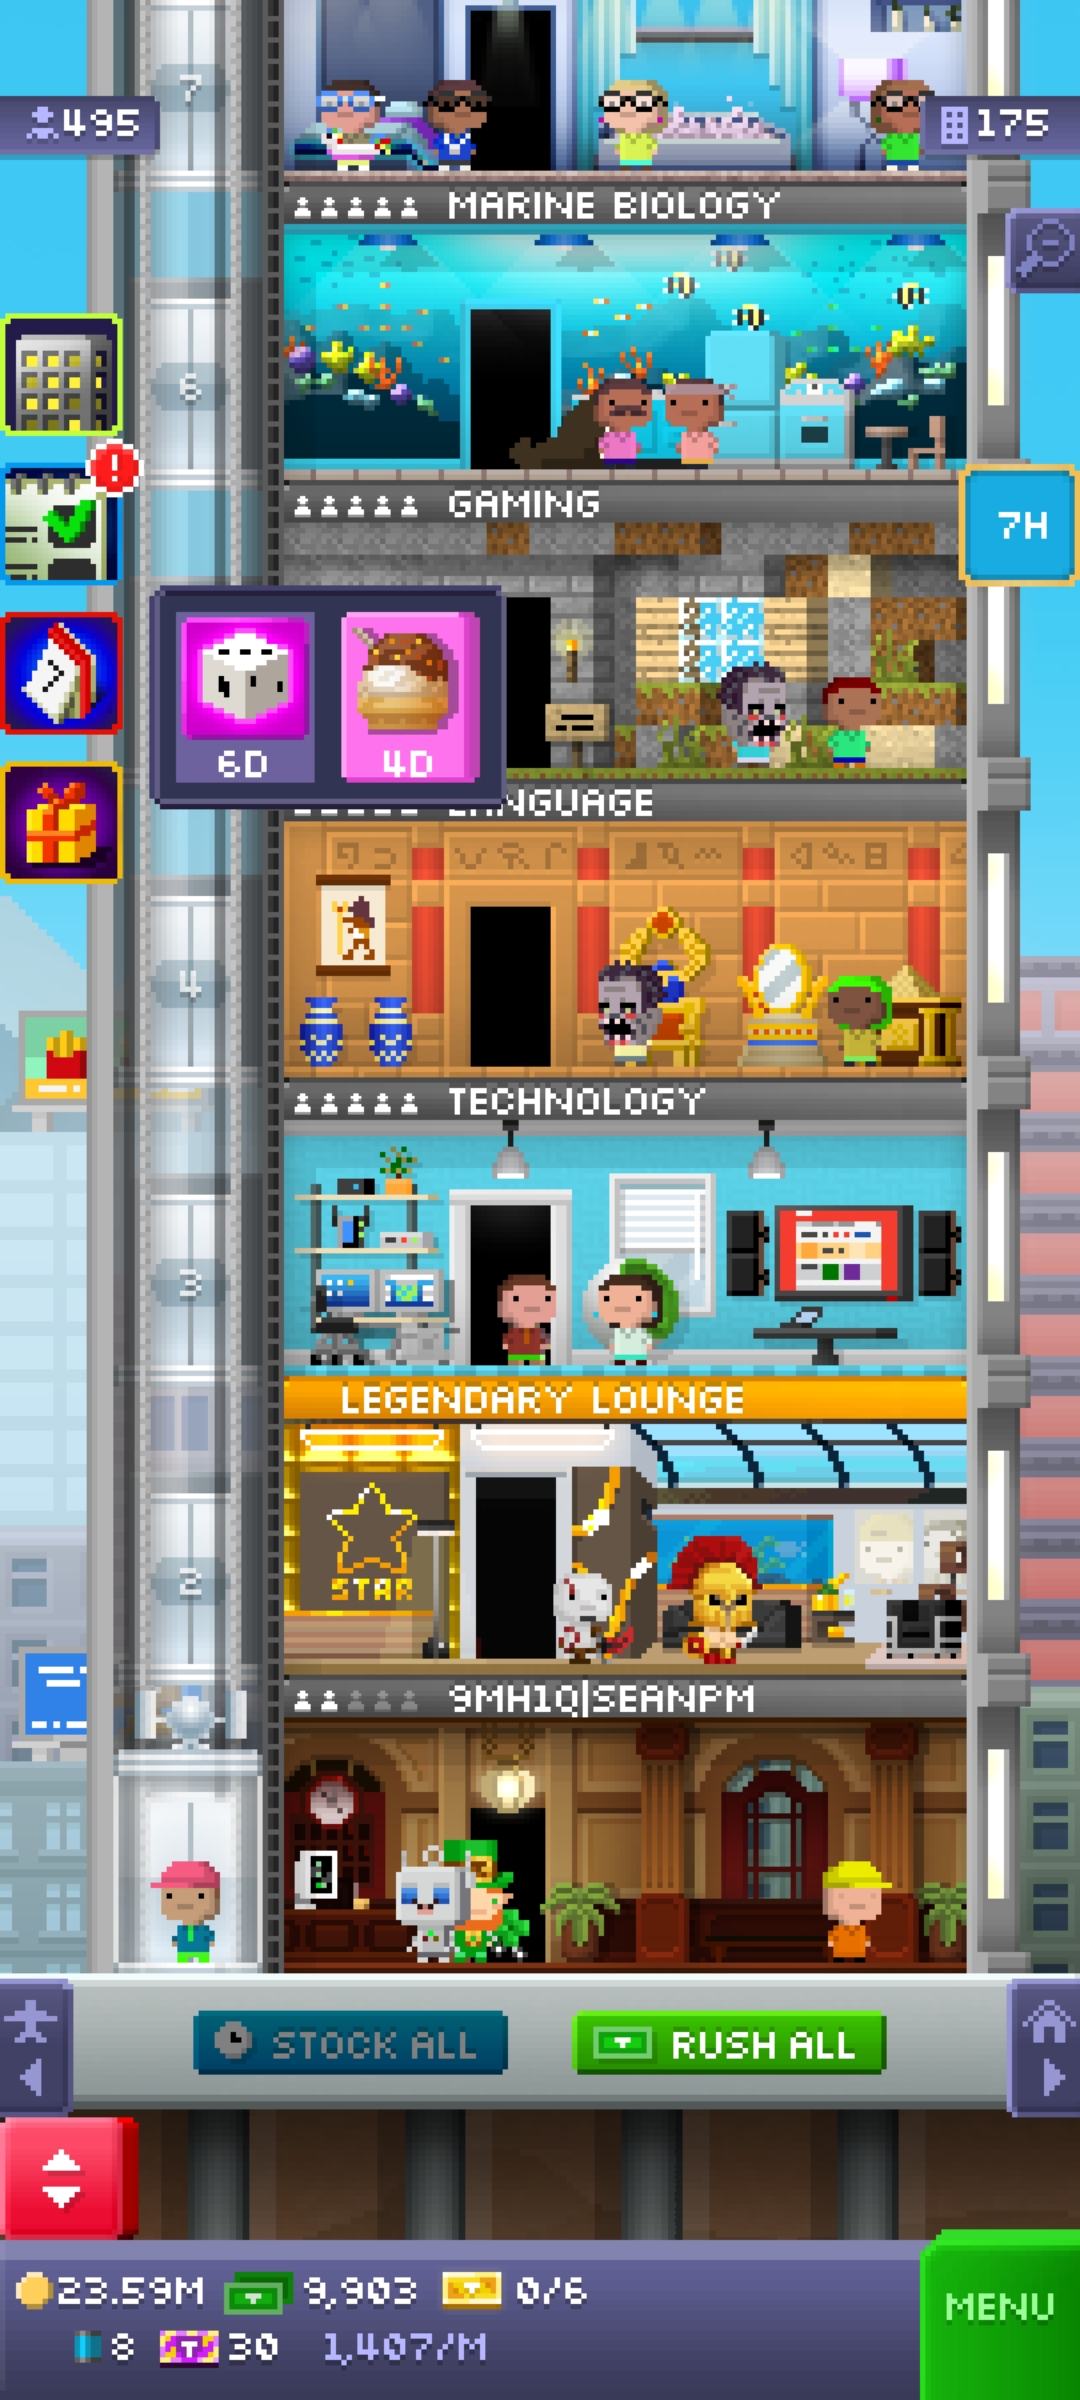 7
495
175
MARINE BIOLOGY
6
GAMING
7H
7
6D
4D
LANGUAGE
4
TECHNOLOGY
3
LEGENDARY LOUNGE
STAR
2
9MH1Q|SEANPM
STOCK ALL
RUSH ALL
23.59M 9,903 0/6
8 T 30 1,407/M
MENU